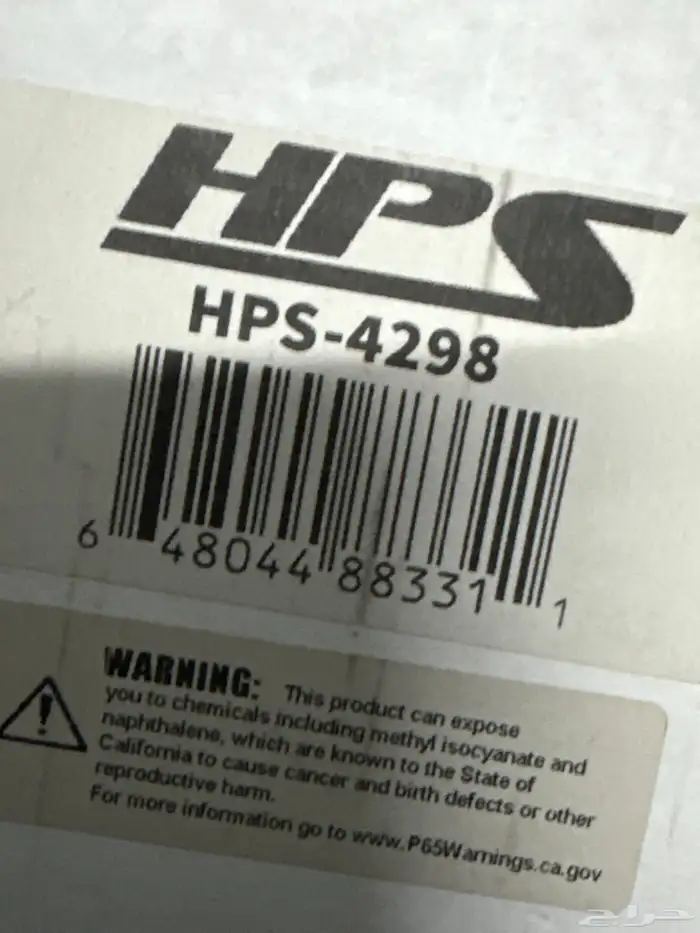 HPS
HPS-4298
6 48044 88331 1
WARNING: This product can expose
you to chemicals including methyl isocyanate and
naphthalene, which are known to the State of
California to cause cancer and birth defects or other
reproductive harm.
For more information go to www.P65Warnings.ca.gov
حراج